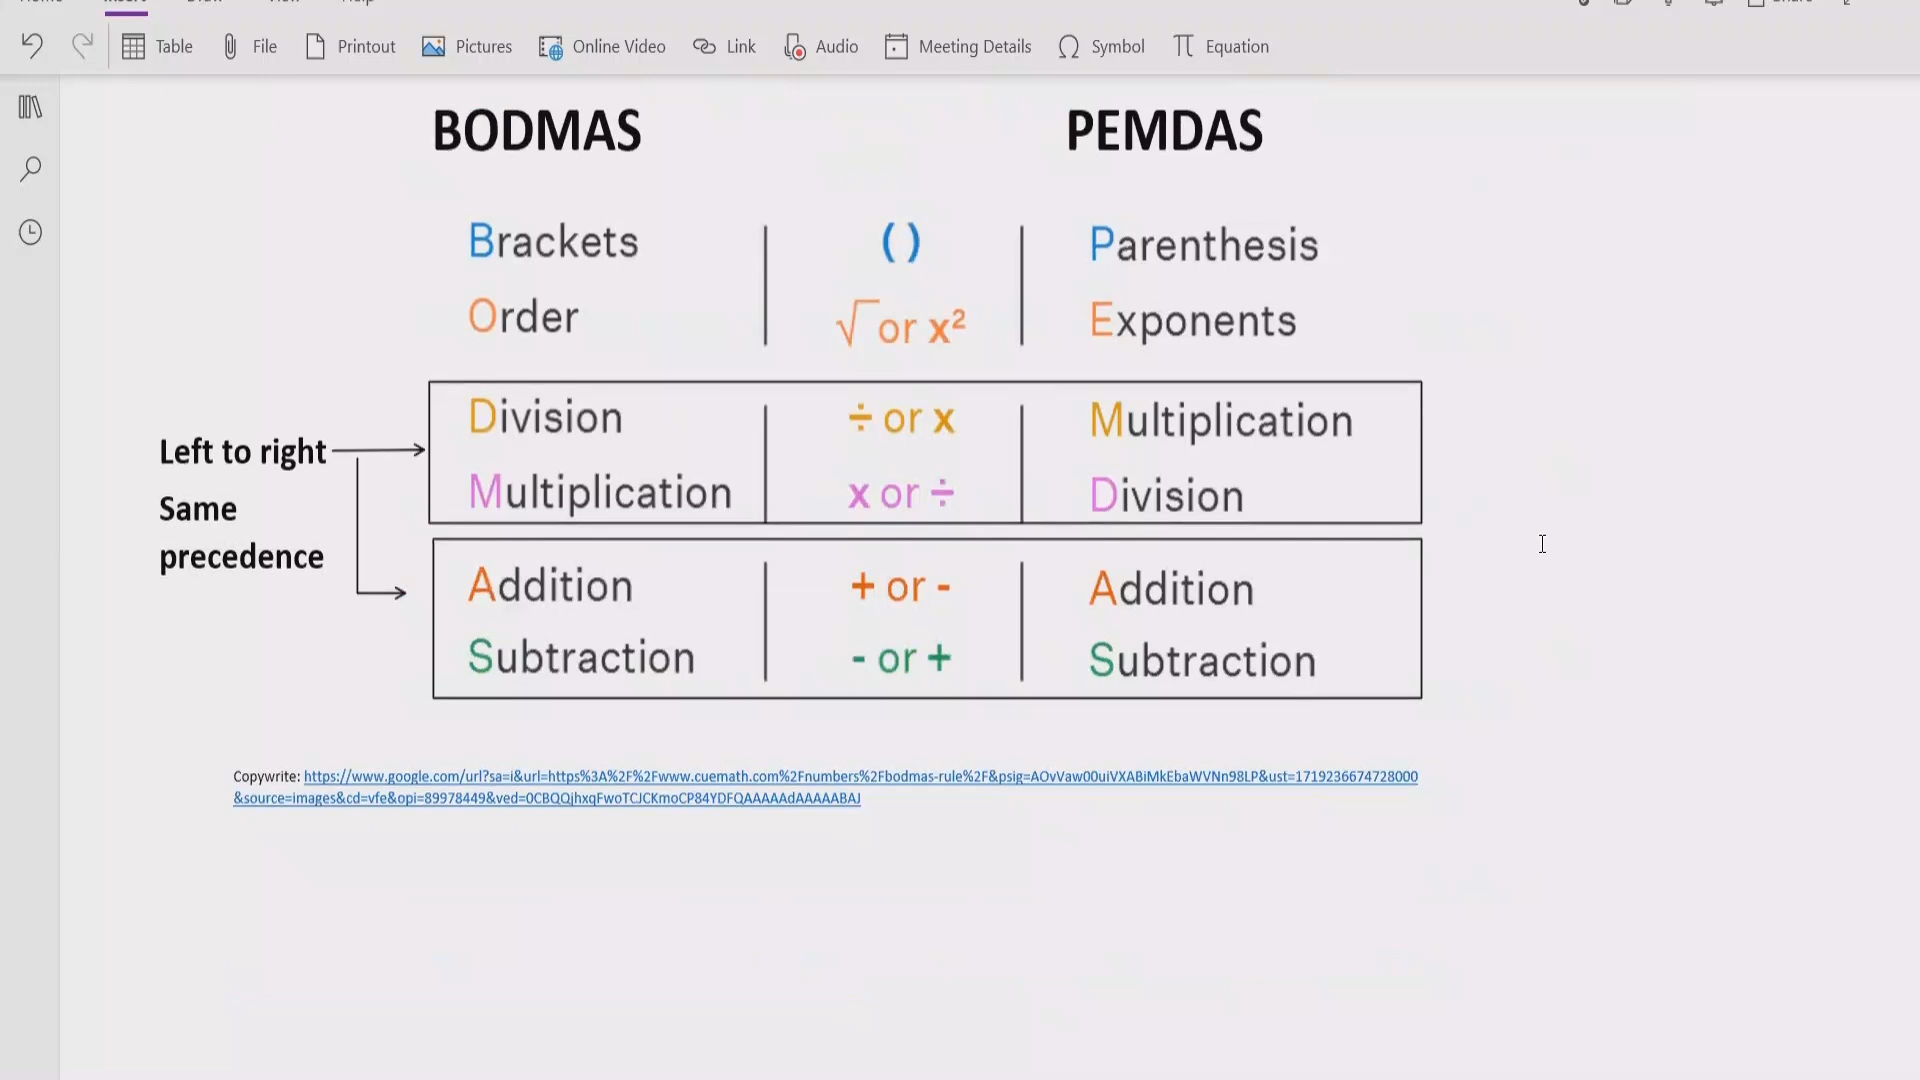 Insert
Table File Printout Pictures Online Video Link Audio Meeting Details Symbol Equation
BODMAS PEMDAS
Brackets ( ) Parenthesis
Order √ or x² Exponents
Division ÷ or x Multiplication
Left to right
Multiplication x or ÷ Division
Same
precedence
Addition + or - Addition
Subtraction - or + Subtraction
Copywrite: https://www.google.com/url?sa=i&url=https%3A%2F%2Fwww.cuemath.com%2Fnumbers%2Fbodmas-rule%2F&psig=AOvVaw00uiVXABiMkEbaWVNn98LP&ust=1719236674728000
&source=images&cd=vfe&opi=89978449&ved=0CBQQjhxqFwoTCJCKmoCP84YDFQAAAAAdAAAAABAJ